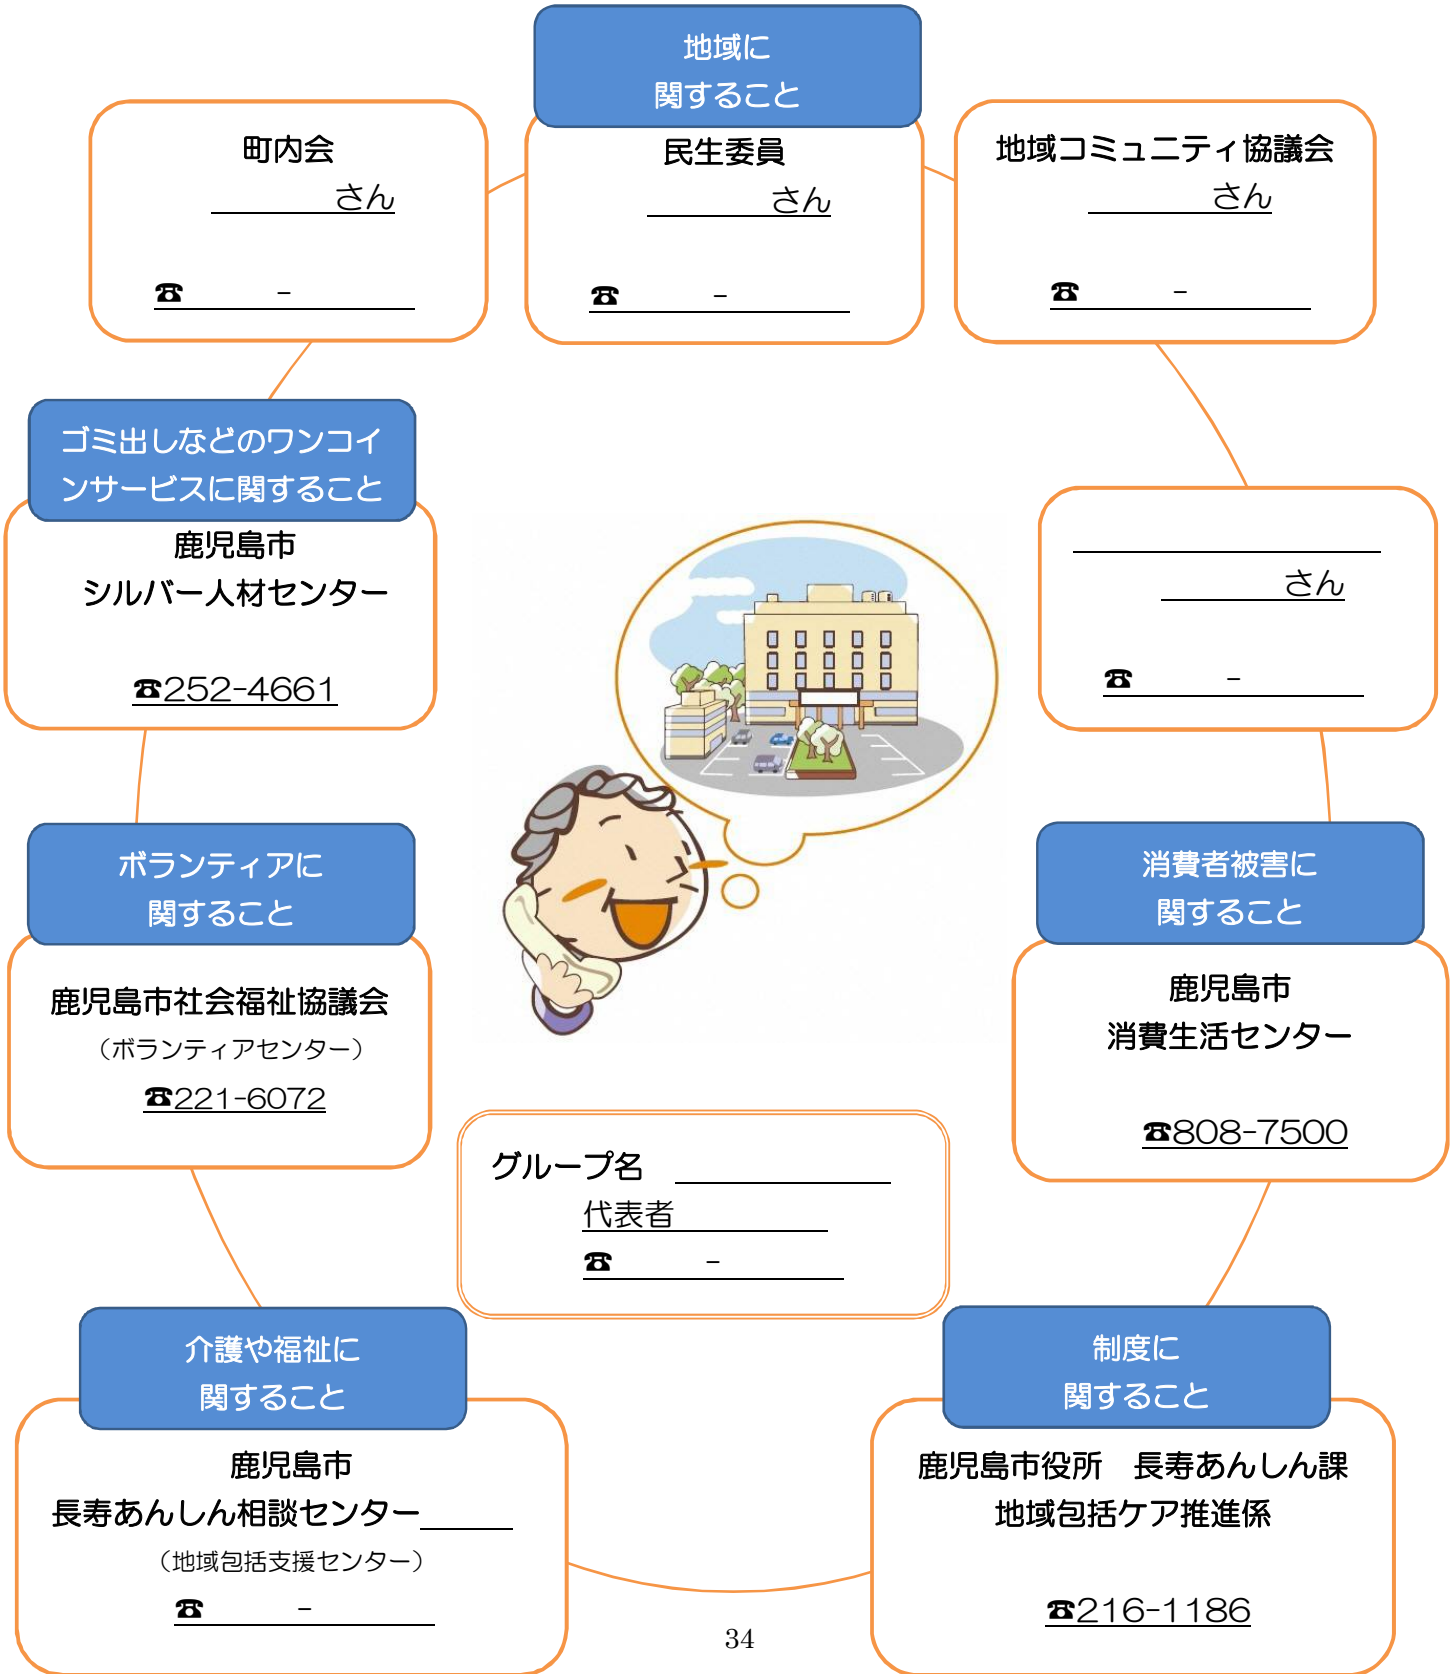 地域に
関すること
町内会
さん
☎　　　-
民生委員
さん
☎　　　-
地域コミュニティ協議会
さん
☎　　　-
ゴミ出しなどのワンコイ
ンサービスに関すること
鹿児島市
シルバー人材センター
☎252-4661
さん
☎　　　-
ボランティアに
関すること
鹿児島市社会福祉協議会
（ボランティアセンター）
☎221-6072
消費者被害に
関すること
鹿児島市
消費生活センター
☎808-7500
グループ名
代表者
☎　　　-
介護や福祉に
関すること
鹿児島市
長寿あんしん相談センター
（地域包括支援センター）
☎　　　-
制度に
関すること
鹿児島市役所　長寿あんしん課
地域包括ケア推進係
☎216-1186
34